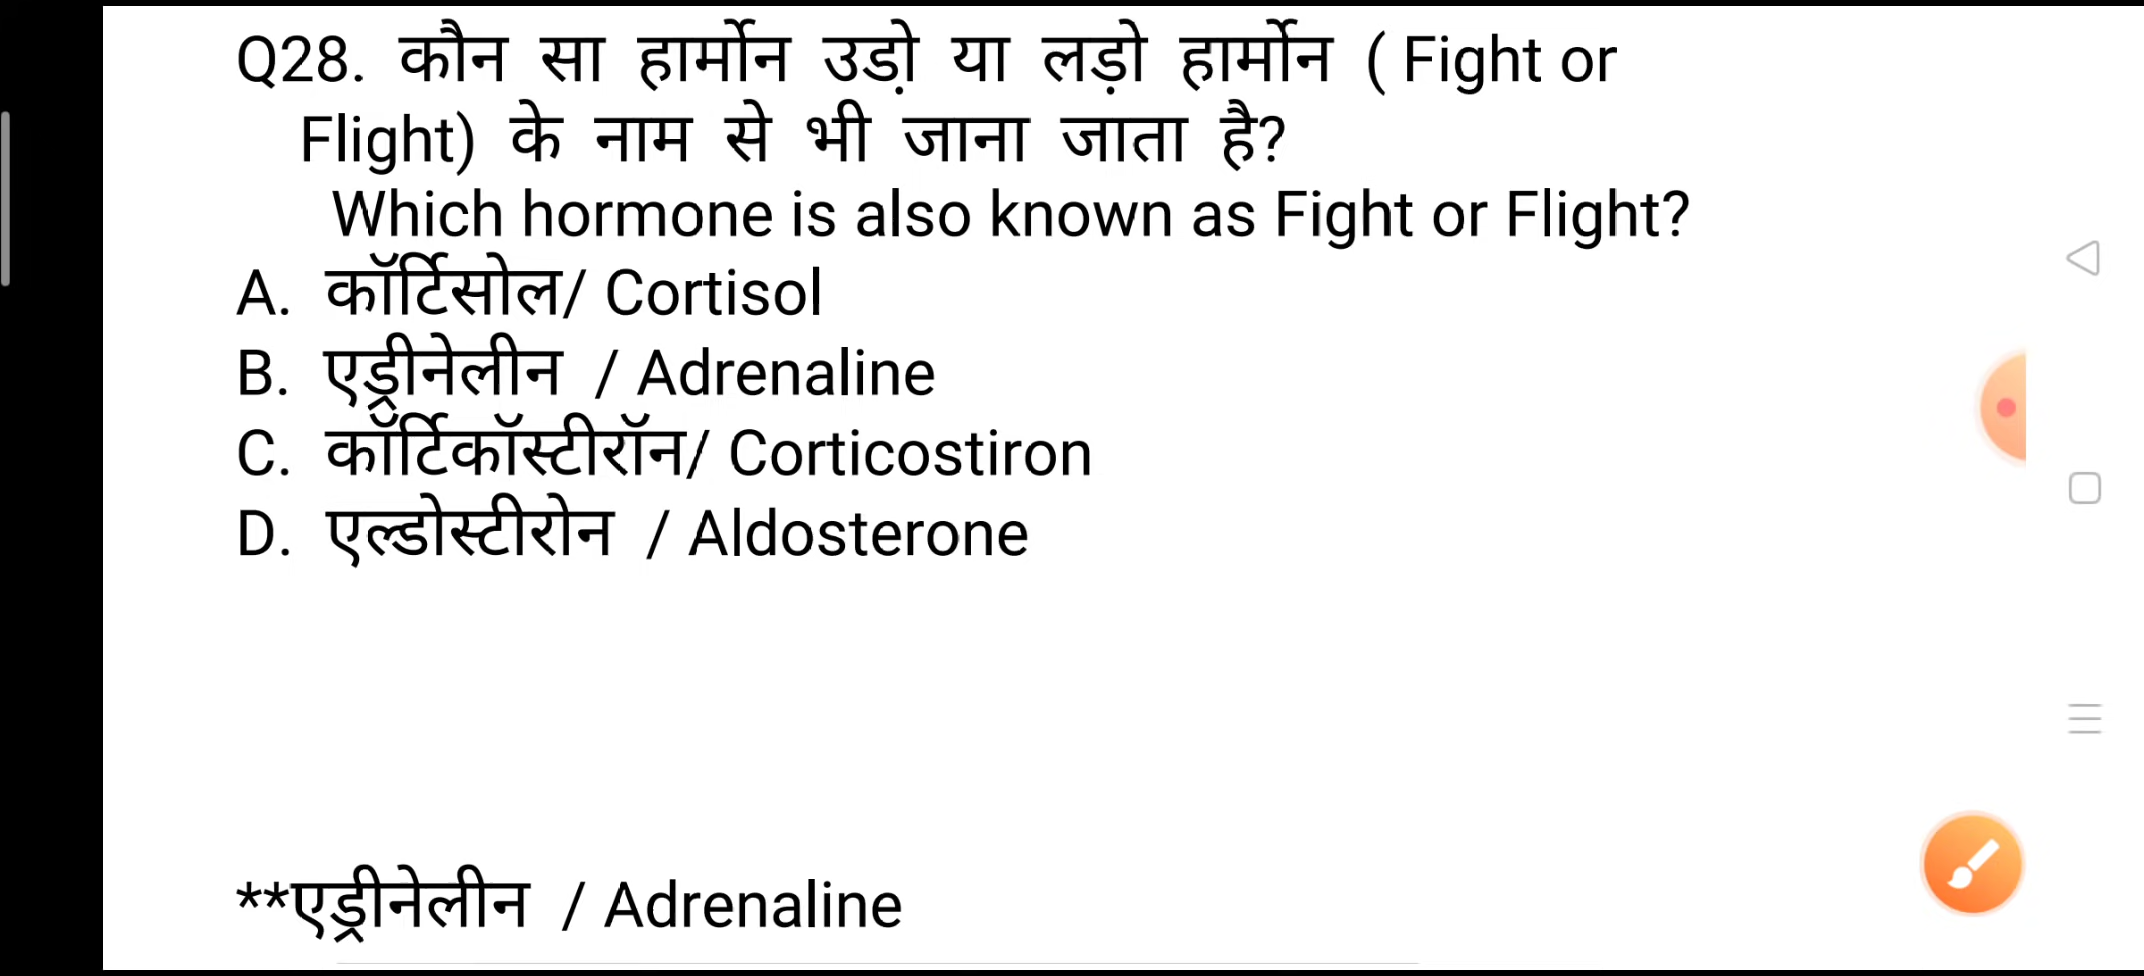 Q28. कौन सा हार्मोन उडो़ या लड़ो हार्मोन ( Fight or
Flight) के नाम से भी जाना जाता है?
Which hormone is also known as Fight or Flight?
A. कॉर्टिसोल/ Cortisol
B. एड्रीनेलीन / Adrenaline
C. कॉर्टिकॉस्टीरॉन/ Corticostiron
D. एल्डोस्टीरोन / Aldosterone
**एड्रीनेलीन / Adrenaline